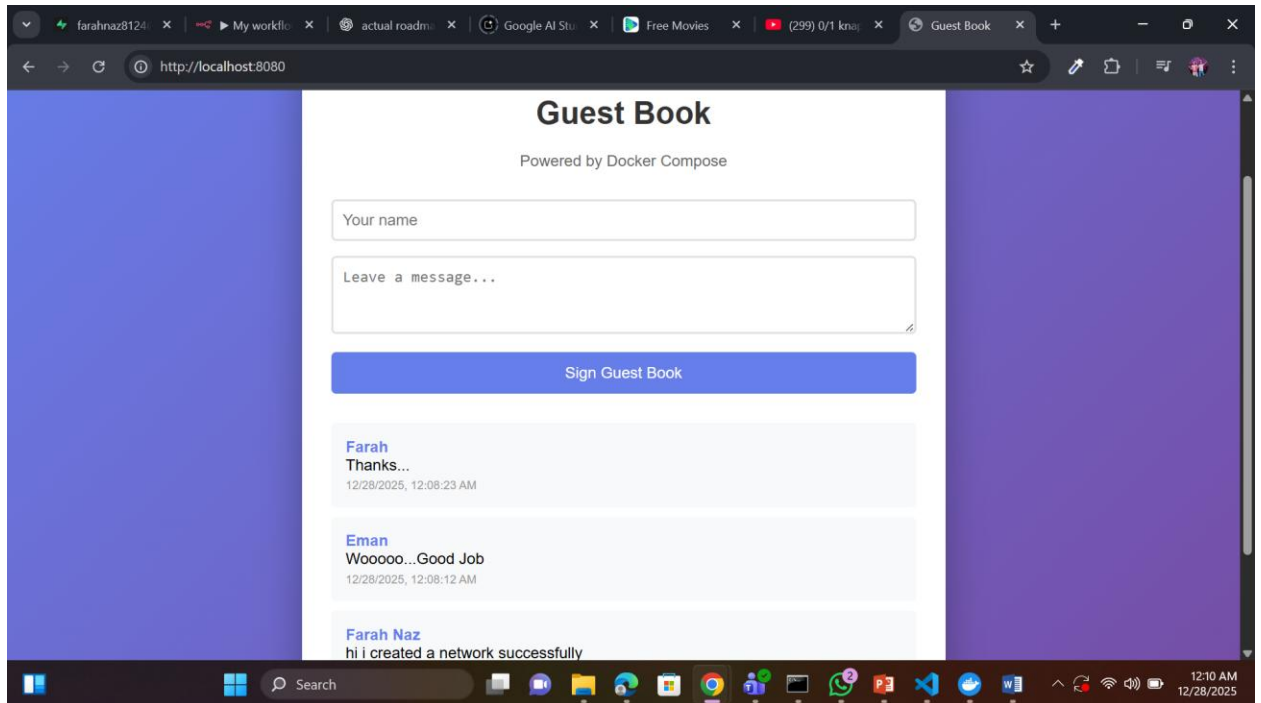 farahnaz8124
My workflo
actual roadma
Google AI Stu
Free Movies
(299) 0/1 knap
Guest Book
http://localhost:8080
Guest Book
Powered by Docker Compose
Your name
Leave a message...
Sign Guest Book
Farah
Thanks...
12/28/2025, 12:08:23 AM
Eman
Wooooo...Good Job
12/28/2025, 12:08:12 AM
Farah Naz
hi i created a network successfully
Search
2
12:10 AM
12/28/2025